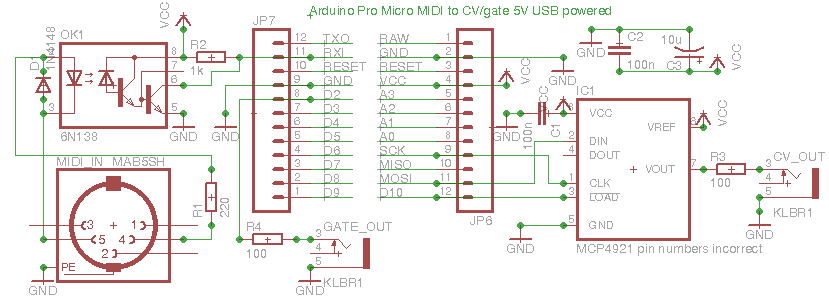 Arduino Pro Micro MIDI to CV/gate 5V USB powered
OK1
VCC
R2
1k
D1
1N4148
8
7
6
5
3
6N138
GND
GND
JP7
12 TXO
11 RXI
10 RESET
9 GND
8 D2
7 D3
6 D4
5 D5
4 D6
3 D7
2 D8
1 D9
RAW 1
GND 2
RESET 3
VCC 4
A3 5
A2 6
A1 7
A0 8
SCK 9
MISO 10
MOSI 11
D10 12
JP6
GND
VCC
GND
VCC
100n
C1
GND
C2
100n
10u
C3
VCC
IC1
VCC
VREF
VCC
2 DIN
4 DOUT
VOUT 7
1 CLK
3 LOAD
5 GND
GND
MCP4921 pin numbers incorrect
R3
100
CV_OUT
3
4
5
KLBR1
GND
MIDI_IN MAB5SH
3
1
5
4
2
PE
GND
R1
220
R4
100
GATE_OUT
3
4
5
KLBR1
GND